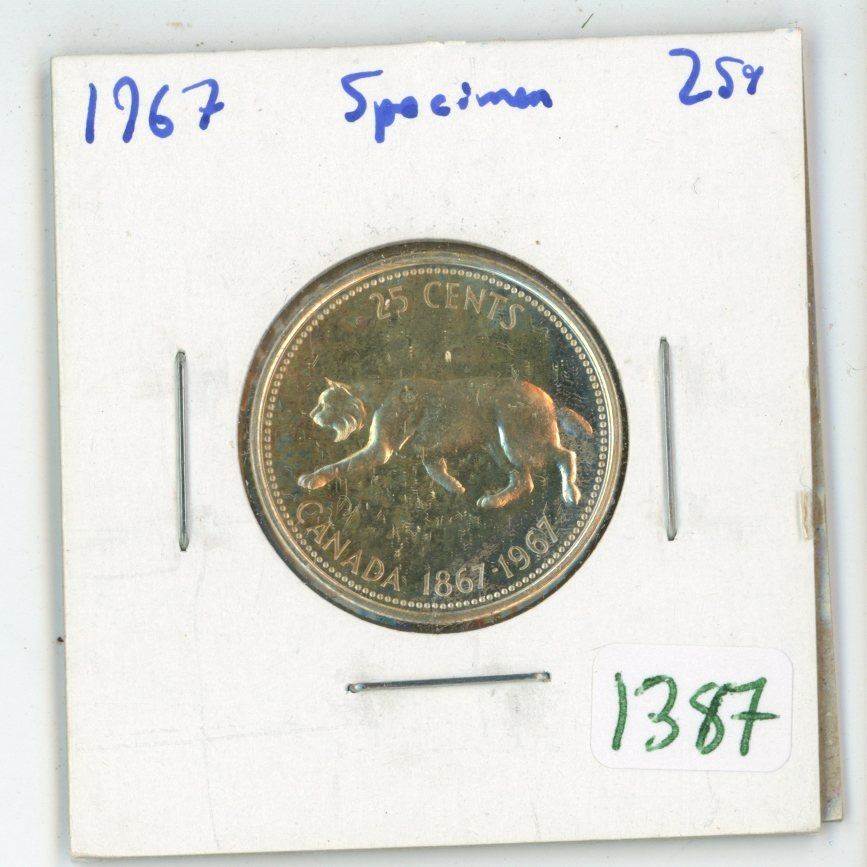 1967 Specimen 25¢
25 CENTS
CANADA 1867·1967
1387